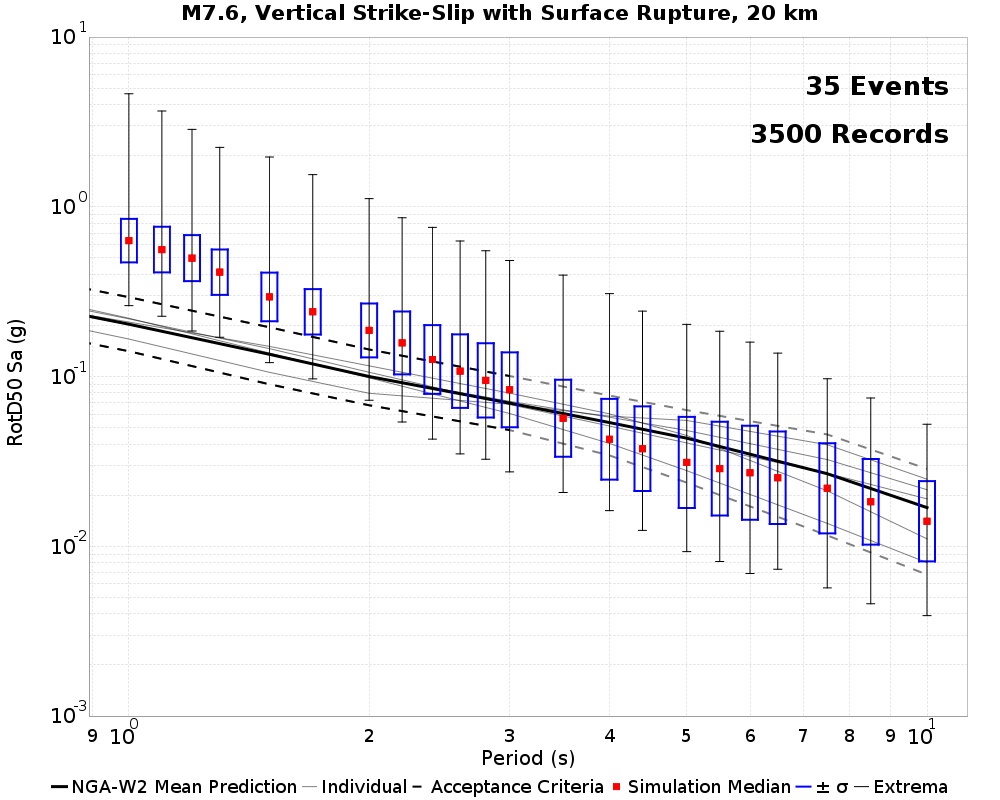 M7.6, Vertical Strike-Slip with Surface Rupture, 20 km
35 Events
3500 Records
RotD50 Sa (g)
10^1
10^0
10^-1
10^-2
10^-3
9 10^0 2 3 4 5 6 7 8 9 10^1
Period (s)
NGA-W2 Mean Prediction Individual Acceptance Criteria Simulation Median ± σ Extrema